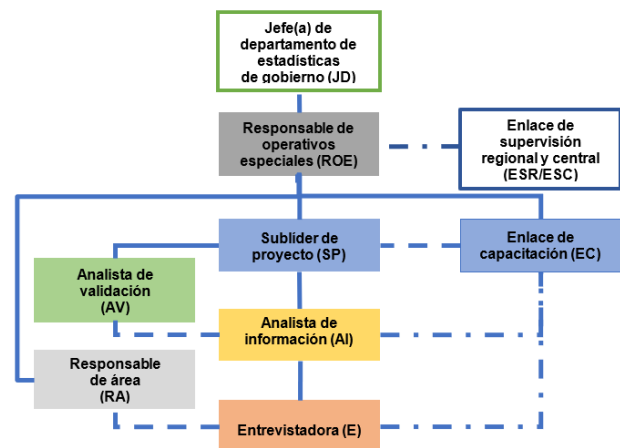 Jefe(a) de
departamento de
estadísticas
de gobierno (JD)
Responsable de
operativos
especiales (ROE)
Enlace de
supervisión
regional y central
(ESR/ESC)
Sublider de
proyecto (SP)
Enlace de
capacitación (EC)
Analista de
validación
(AV)
Analista de
información (AI)
Responsable
de área
(RA)
Entrevistadora (E)